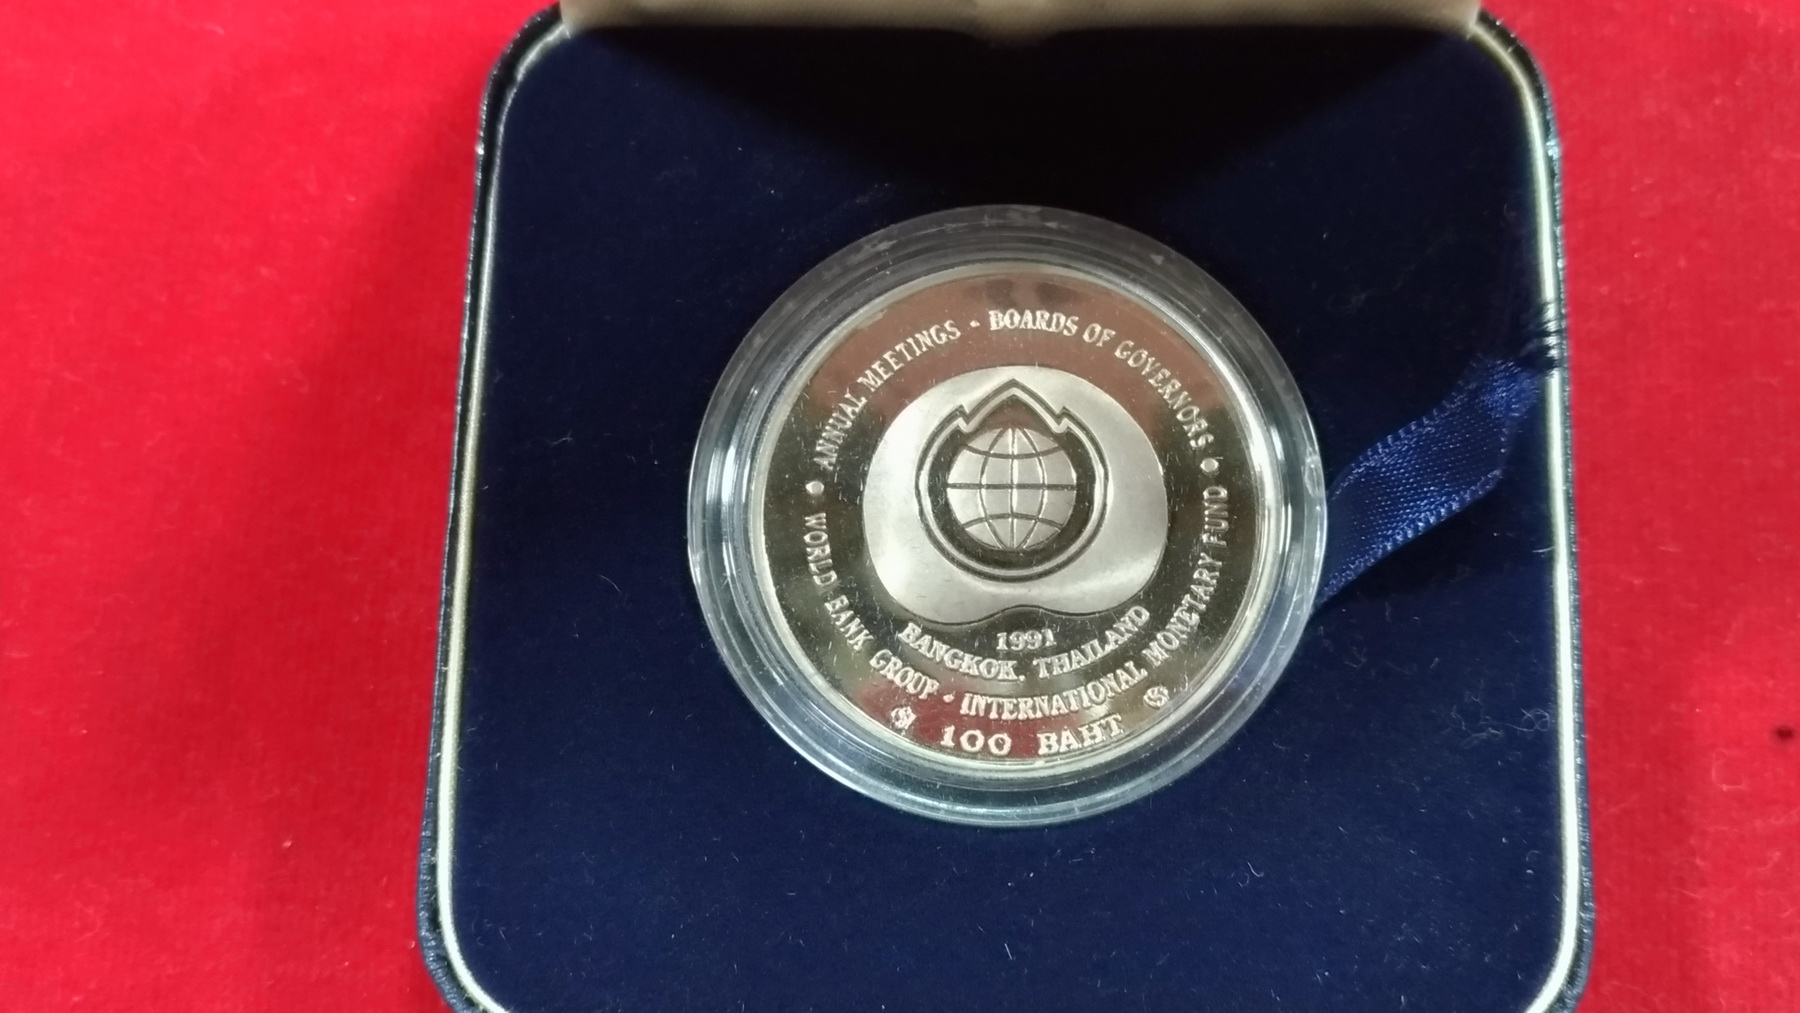 ANNUAL MEETINGS • BOARDS OF GOVERNORS
WORLD BANK GROUP • INTERNATIONAL MONETARY FUND
1991
BANGKOK, THAILAND
100 BAHT